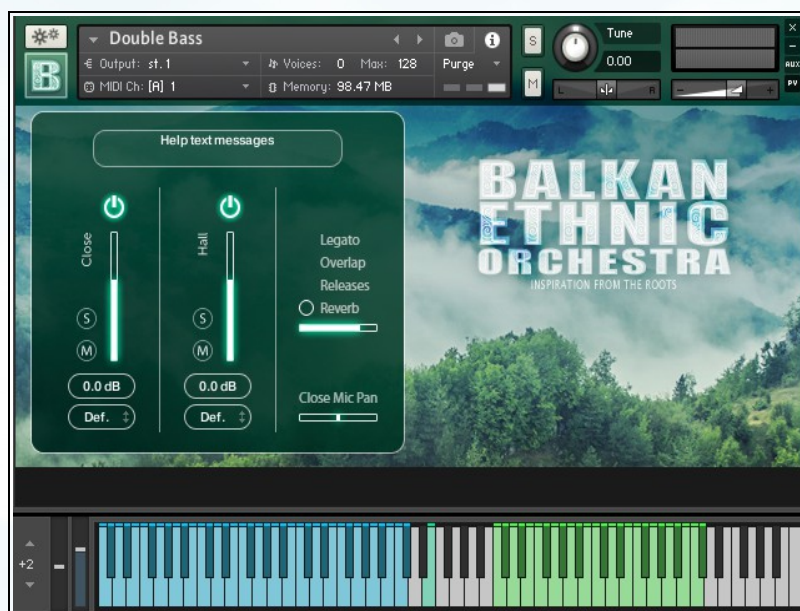 Double Bass
Output: st.1
Voices: 0 Max: 128
Purge
MIDI Ch: [A] 1
Memory: 98.47 MB
S
M
Tune
0.00
L
R
AUX
PV
B
Help text messages
Close
S
M
0.0 dB
Def.
Hall
S
M
0.0 dB
Def.
Legato
Overlap
Releases
Reverb
Close Mic Pan
BALKAN
ETHNIC
ORCHESTRA
INSPIRATION FROM THE ROOTS
+2